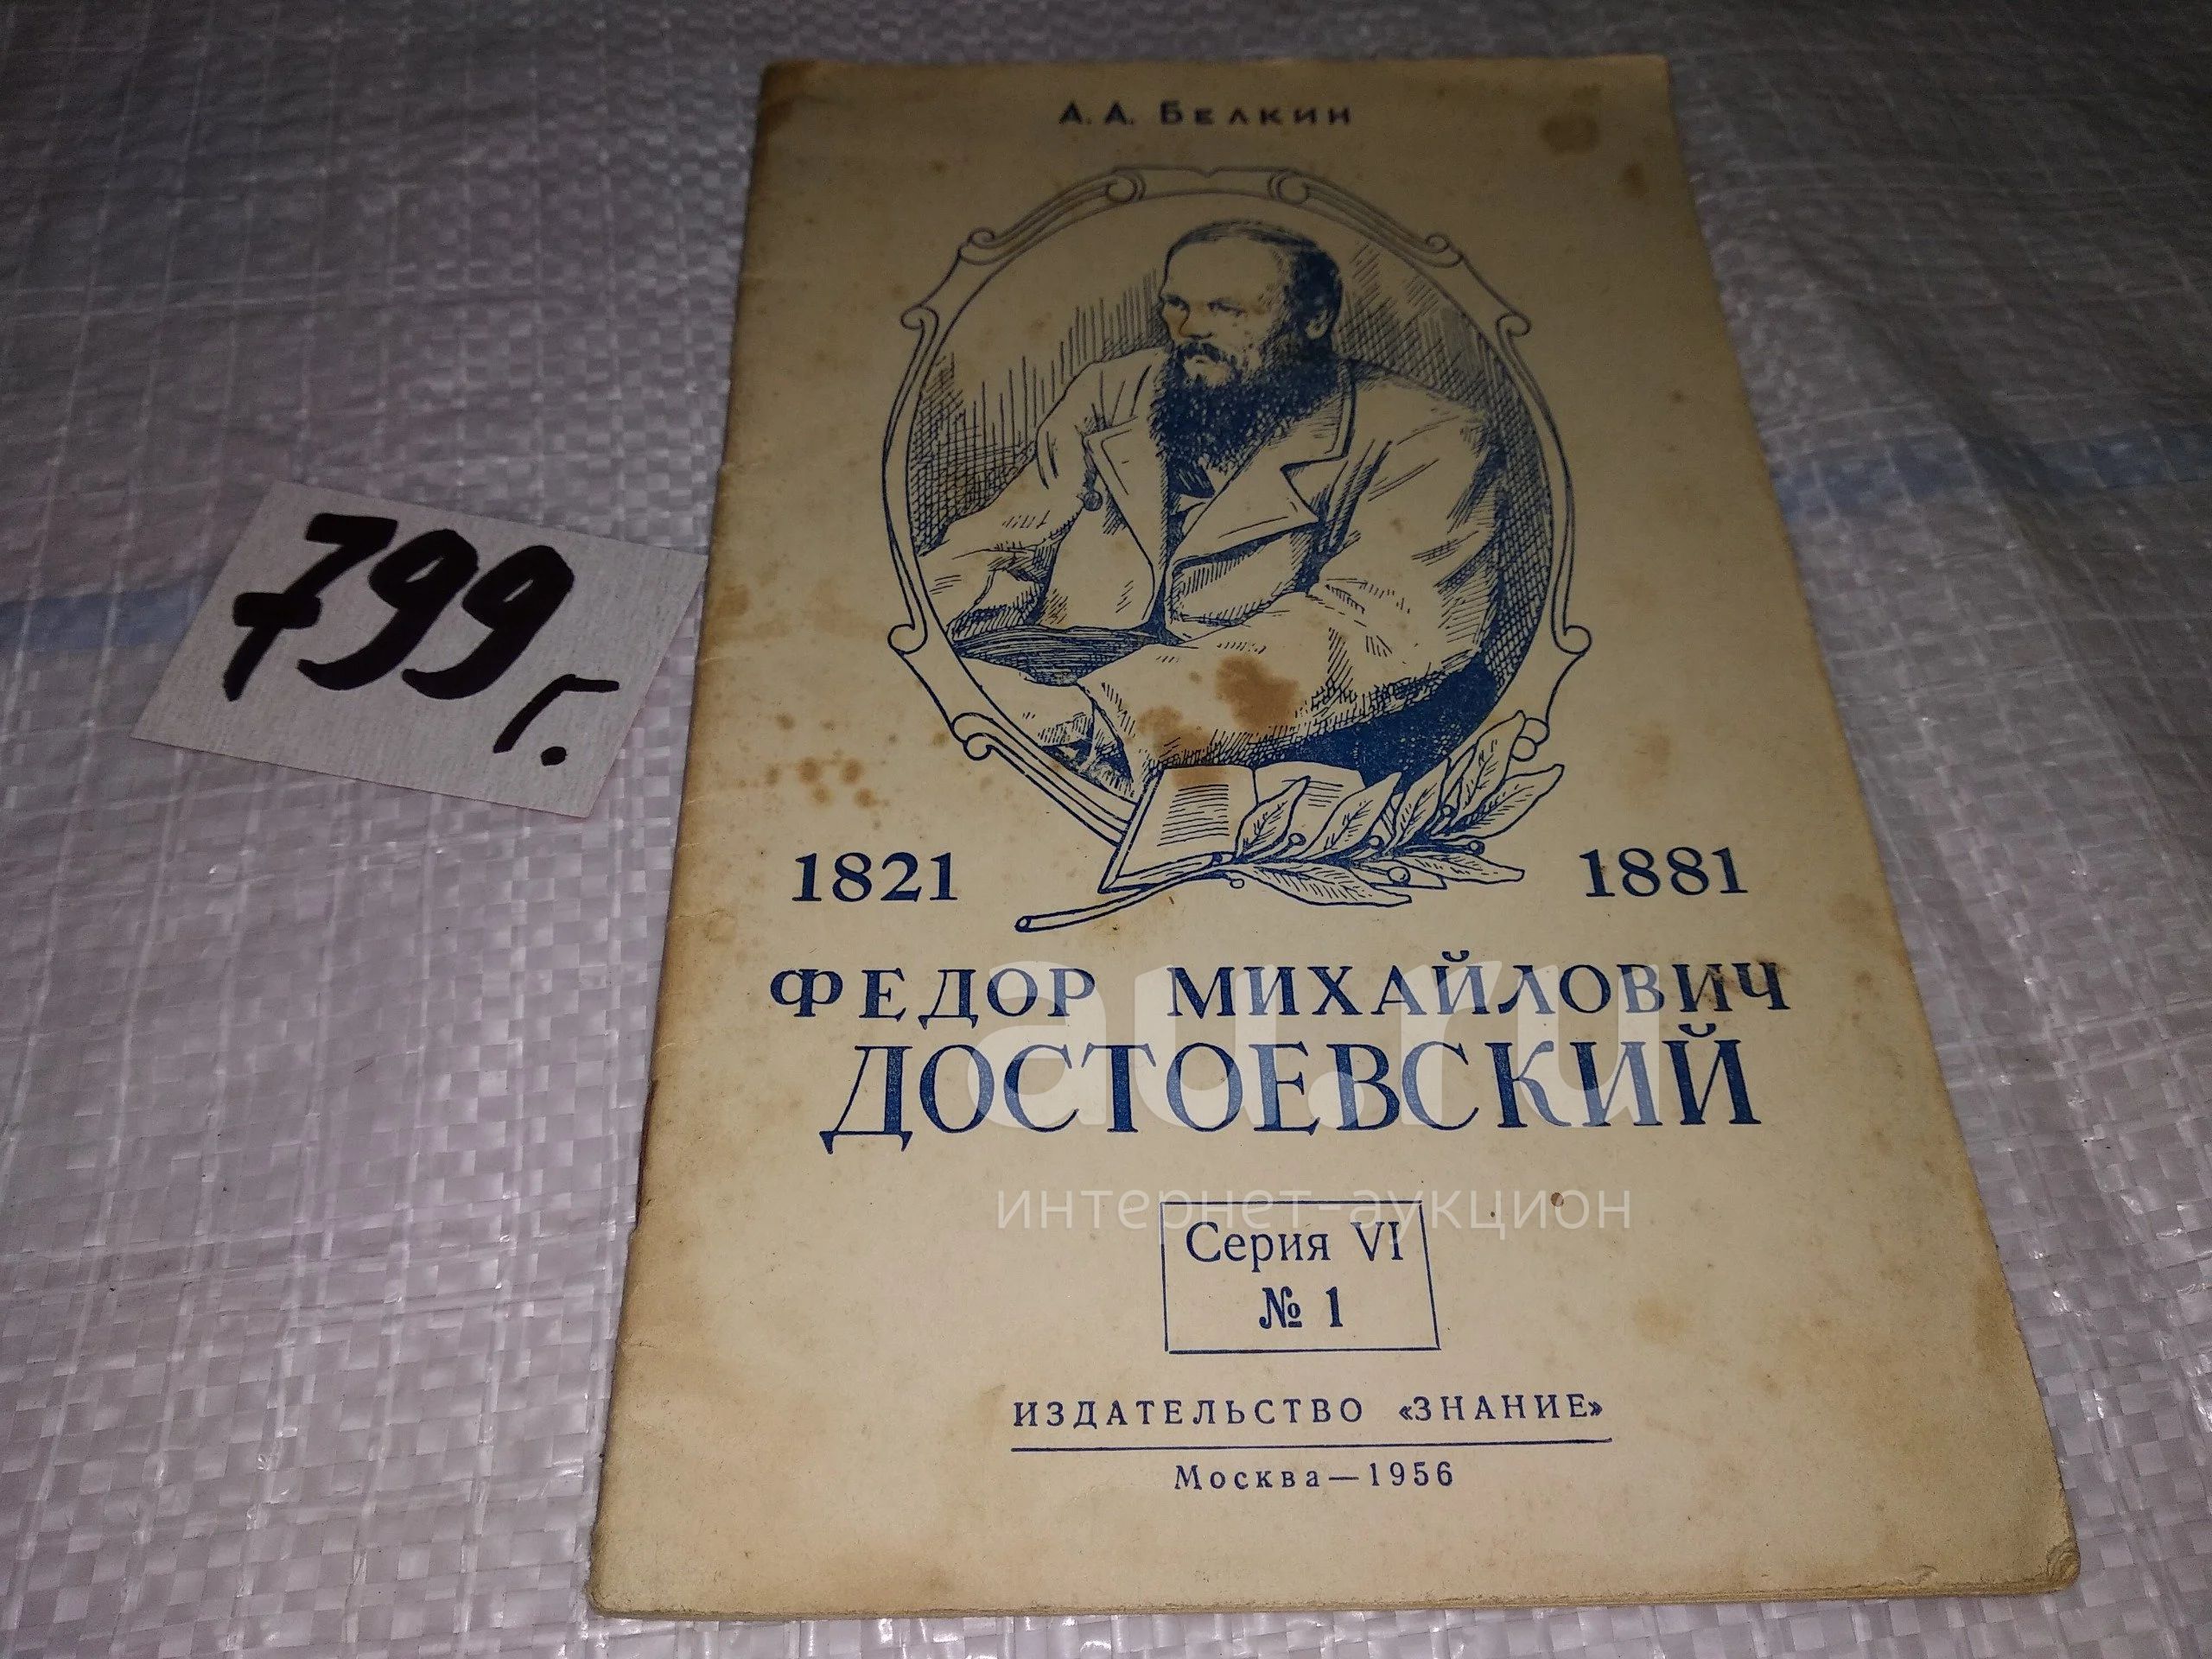 А. А. Белкин
799 г.
1821 1881
ФЕДОР МИХАЙЛОВИЧ
ДОСТОЕВСКИЙ
au.ru
интернет-аукцион
Серия VI
№ 1
ИЗДАТЕЛЬСТВО «ЗНАНИЕ»
Москва — 1956